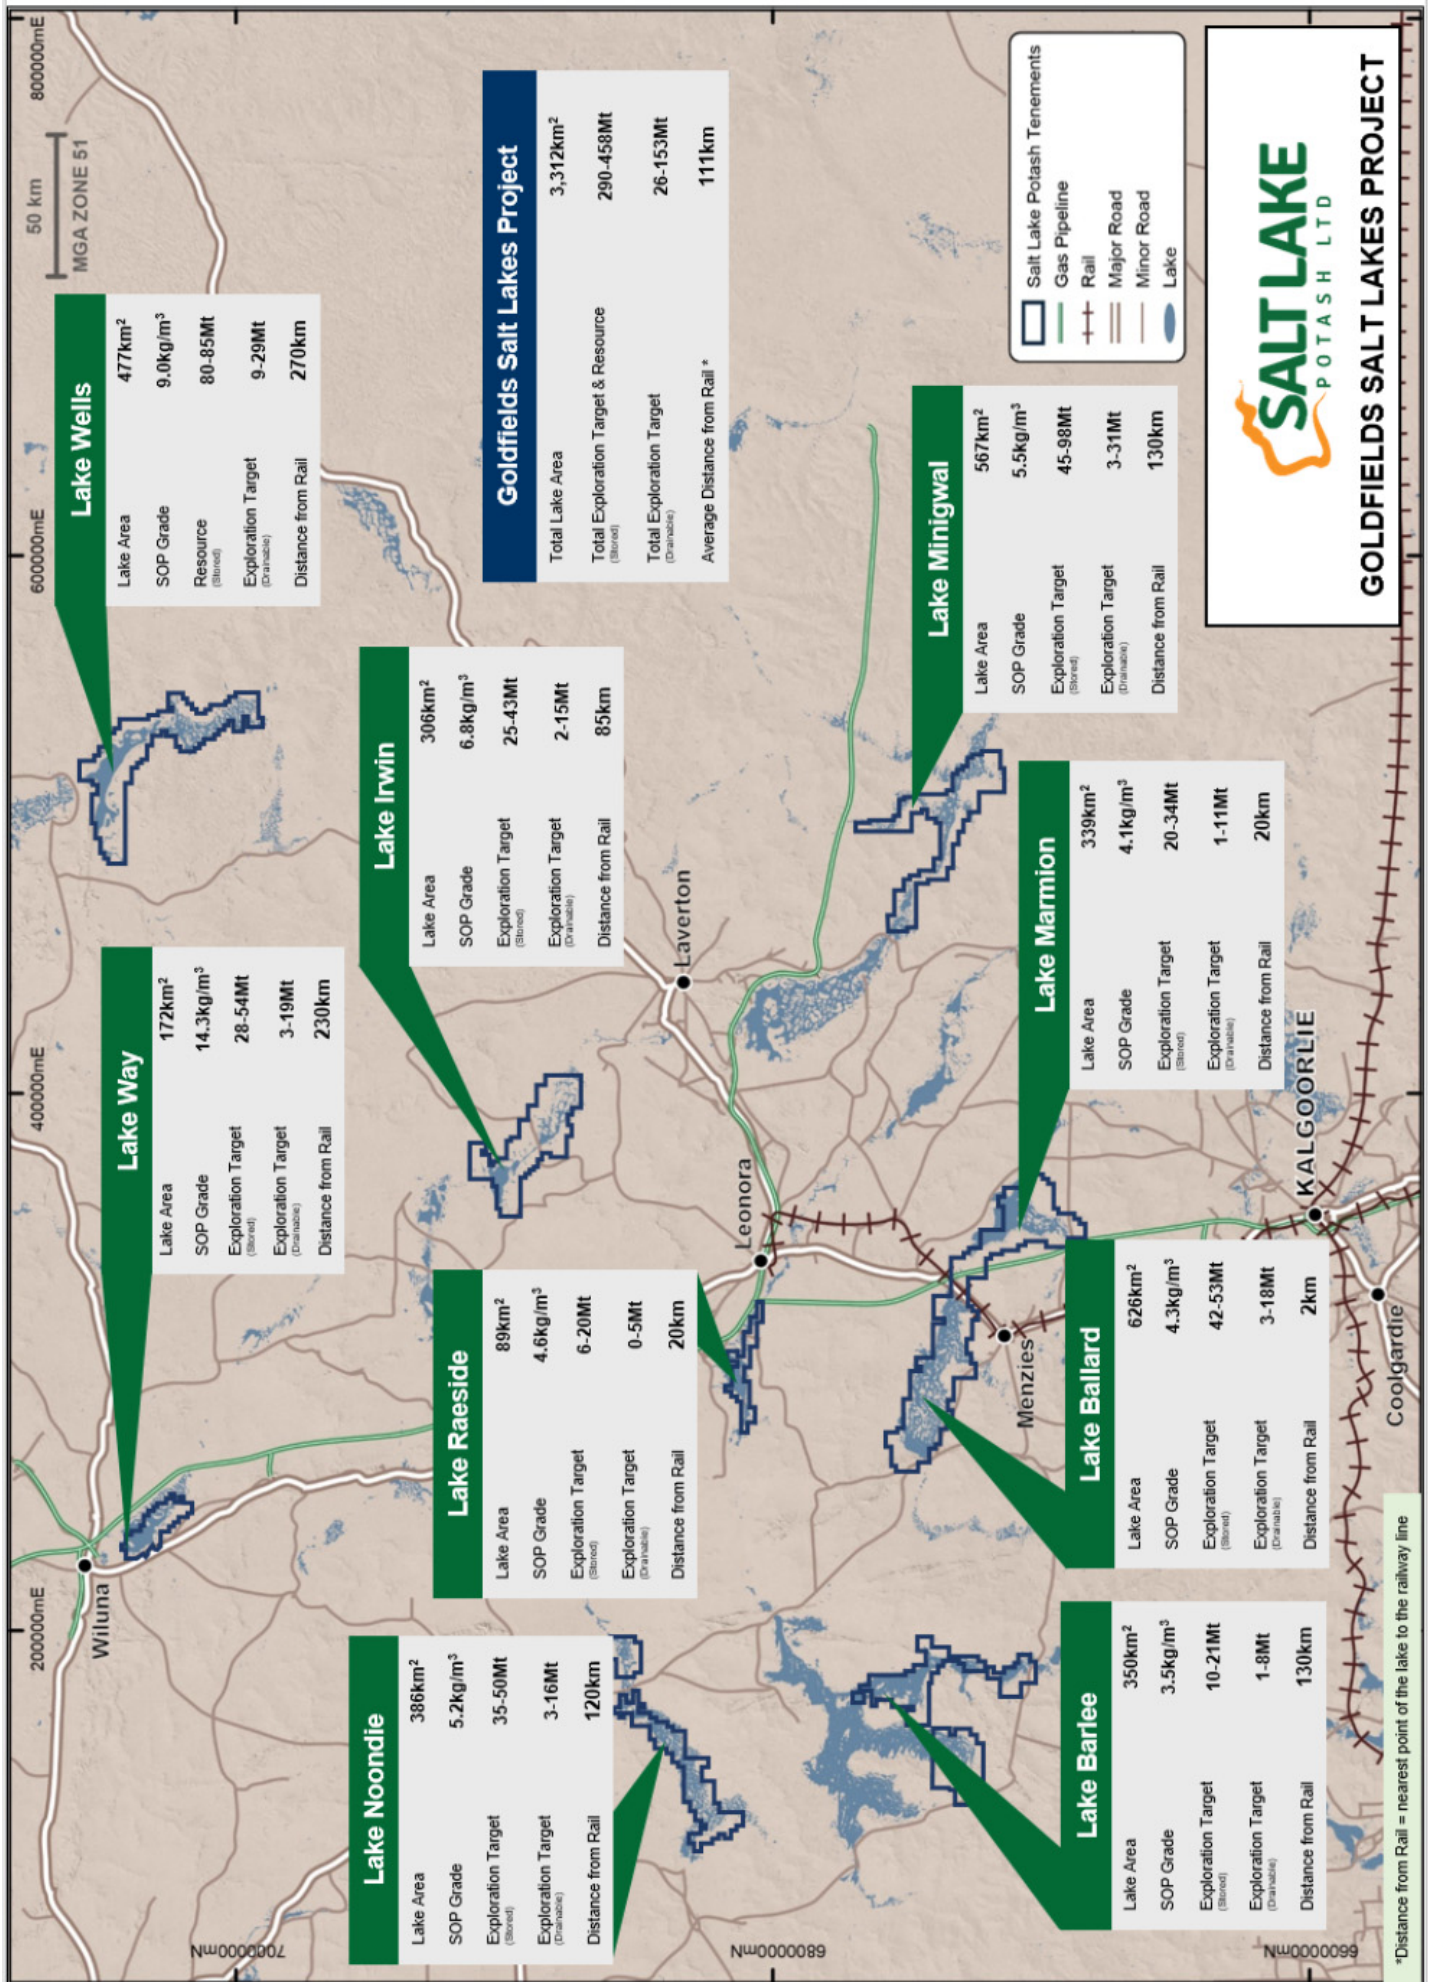 200000mE
400000mE
600000mE
800000mE
50 km
MGA ZONE 51
7000000mN
6800000mN
6600000mN
Lake Way
Lake Area 172km²
SOP Grade 14.3kg/m³
Exploration Target 28-54Mt
(Stored)
Exploration Target 3-19Mt
(Drainable)
Distance from Rail 230km
Lake Wells
Lake Area 477km²
SOP Grade 9.0kg/m³
Resource 80-85Mt
(Stored)
Exploration Target 9-29Mt
(Drainable)
Distance from Rail 270km
Lake Noondie
Lake Area 386km²
SOP Grade 5.2kg/m³
Exploration Target 35-50Mt
(Stored)
Exploration Target 3-16Mt
(Drainable)
Distance from Rail 120km
Lake Raeside
Lake Area 89km²
SOP Grade 4.6kg/m³
Exploration Target 6-20Mt
(Stored)
Exploration Target 0-5Mt
(Drainable)
Distance from Rail 20km
Lake Irwin
Lake Area 306km²
SOP Grade 6.8kg/m³
Exploration Target 25-43Mt
(Stored)
Exploration Target 2-15Mt
(Drainable)
Distance from Rail 85km
Goldfields Salt Lakes Project
Total Lake Area 3,312km²
Total Exploration Target & Resource 290-458Mt
(Stored)
Total Exploration Target 26-153Mt
(Drainable)
Average Distance from Rail * 111km
Wiluna
Laverton
Leonora
Menzies
KALGOORLIE
Coolgardie
Lake Barlee
Lake Area 350km²
SOP Grade 3.5kg/m³
Exploration Target 10-21Mt
(Stored)
Exploration Target 1-8Mt
(Drainable)
Distance from Rail 130km
Lake Ballard
Lake Area 626km²
SOP Grade 4.3kg/m³
Exploration Target 42-53Mt
(Stored)
Exploration Target 3-18Mt
(Drainable)
Distance from Rail 2km
Lake Marmion
Lake Area 339km²
SOP Grade 4.1kg/m³
Exploration Target 20-34Mt
(Stored)
Exploration Target 1-11Mt
(Drainable)
Distance from Rail 20km
Lake Minigwal
Lake Area 567km²
SOP Grade 5.5kg/m³
Exploration Target 45-98Mt
(Stored)
Exploration Target 3-31Mt
(Drainable)
Distance from Rail 130km
Salt Lake Potash Tenements
Gas Pipeline
Rail
Major Road
Minor Road
Lake
SALT LAKE
POTASH LTD
GOLDFIELDS SALT LAKES PROJECT
*Distance from Rail = nearest point of the lake to the railway line